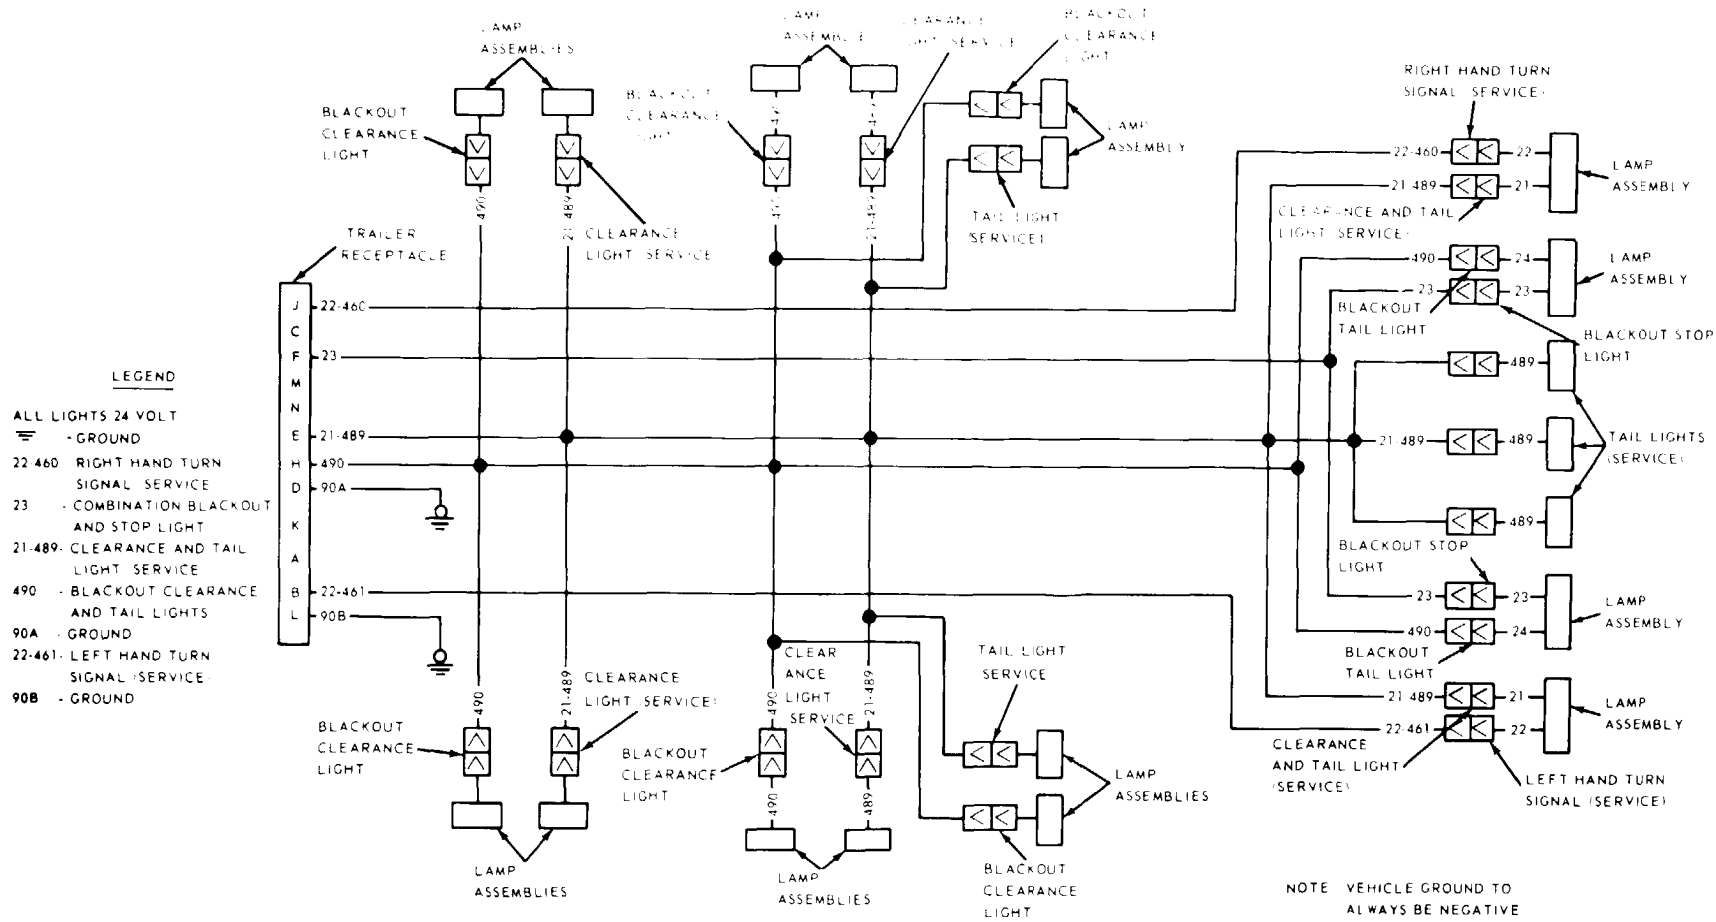 LAMP
ASSEMBLIES
BLACKOUT
CLEARANCE
LIGHT
490
21 489
CLEARANCE
LIGHT SERVICE
LAMP
ASSEMBLIE
BLACKOUT
CLEARANCE
LIGHT
CLEARANCE
LIGHT SERVICE
21-489
BLACKOUT
CLEARANCE
LIGHT
LAMP
ASSEMBLY
TAIL LIGHT
(SERVICE)
RIGHT HAND TURN
SIGNAL SERVICE)
22-460
22
21-489
21
LAMP
ASSEMBLY
CLEARANCE AND TAIL
LIGHT SERVICE)
490
24
23
23
LAMP
ASSEMBLY
BLACKOUT
TAIL LIGHT
BLACKOUT STOP
LIGHT
489
21-489
489
489
TAIL LIGHTS
(SERVICE)
BLACKOUT STOP
LIGHT
23
23
490
24
LAMP
ASSEMBLY
BLACKOUT
TAIL LIGHT
21 489
21
22-461
22
LAMP
ASSEMBLY
CLEARANCE
AND TAIL LIGHT
(SERVICE)
LEFT HAND TURN
SIGNAL (SERVICE)
TRAILER
RECEPTACLE
J
22-460
C
F
23
M
N
E
21-489
H
490
D
90A
K
A
B
22-461
L
90B
LEGEND
ALL LIGHTS 24 VOLT
- GROUND
22-460 RIGHT HAND TURN
SIGNAL SERVICE
23 - COMBINATION BLACKOUT
AND STOP LIGHT
21-489- CLEARANCE AND TAIL
LIGHT SERVICE
490 - BLACKOUT CLEARANCE
AND TAIL LIGHTS
90A - GROUND
22-461- LEFT HAND TURN
SIGNAL (SERVICE
90B - GROUND
490
21-489
CLEARANCE
LIGHT SERVICE)
BLACKOUT
CLEARANCE
LIGHT
LAMP
ASSEMBLIES
490
CLEAR
ANCE
LIGHT
SERVICE
21-489
BLACKOUT
CLEARANCE
LIGHT
490
489
LAMP
ASSEMBLIES
TAIL LIGHT
SERVICE
LAMP
ASSEMBLIES
BLACKOUT
CLEARANCE
LIGHT
NOTE VEHICLE GROUND TO
ALWAYS BE NEGATIVE